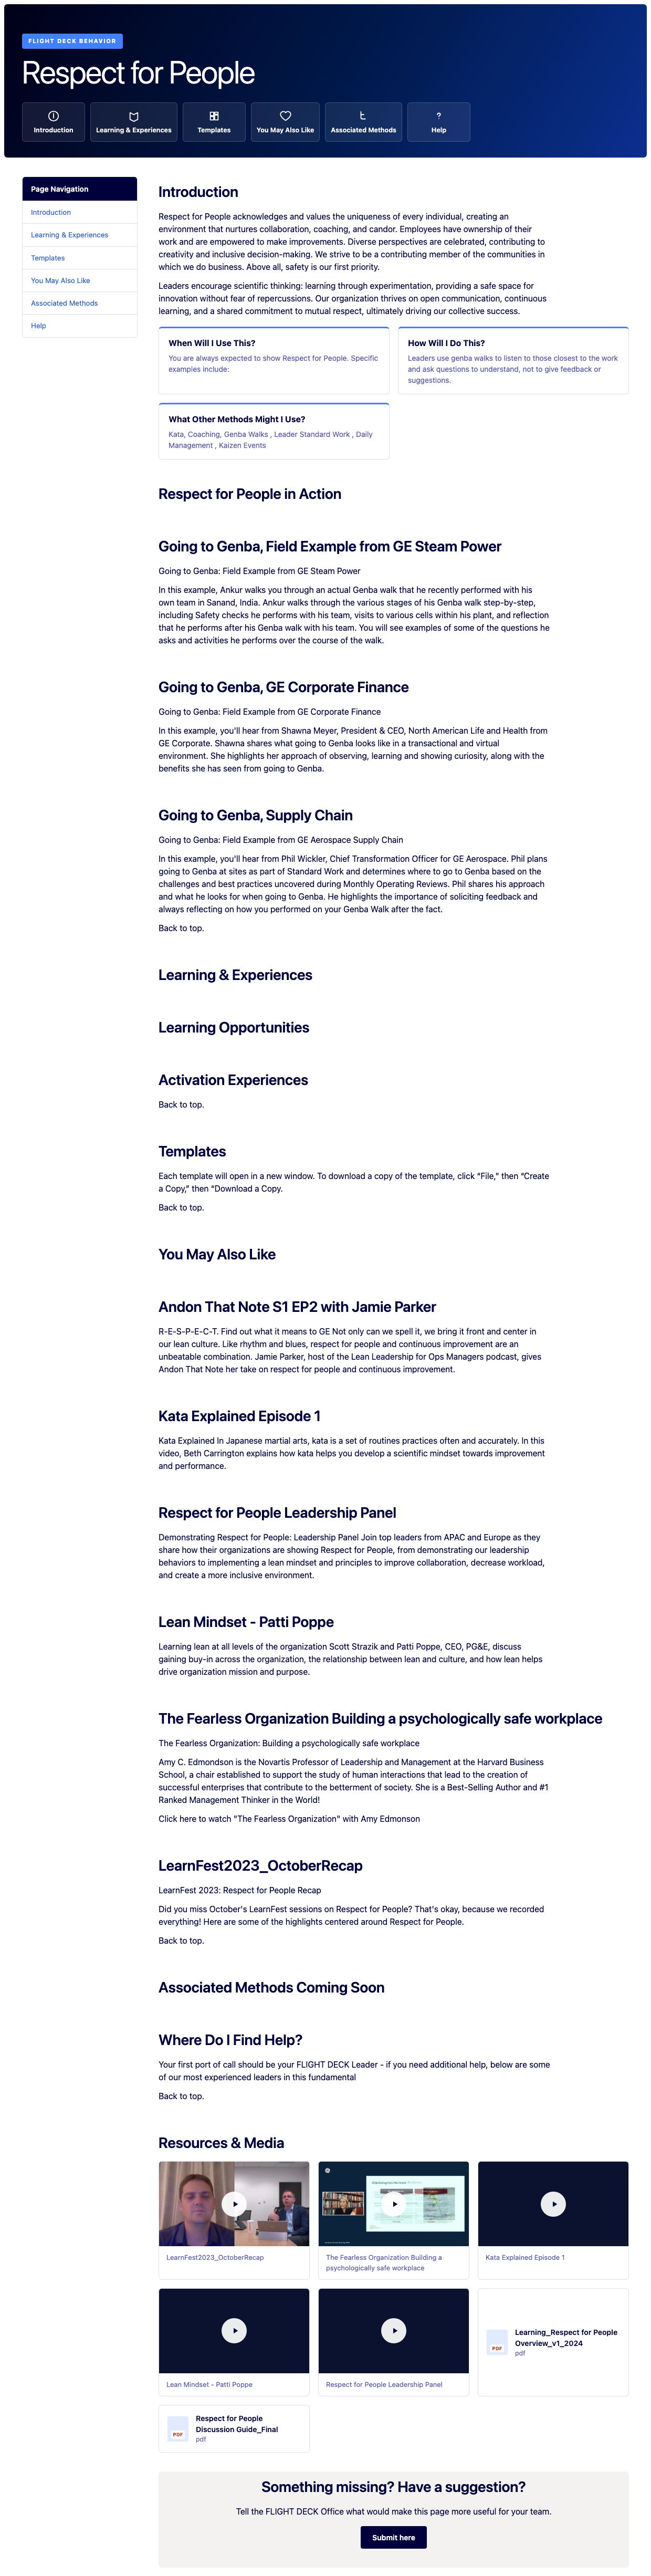 FLIGHT DECK BEHAVIOR
Respect for People
Introduction
Learning & Experiences
Templates
You May Also Like
Associated Methods
Help
Page Navigation
Introduction
Learning & Experiences
Templates
You May Also Like
Associated Methods
Help
Introduction
Respect for People acknowledges and values the uniqueness of every individual, creating an
environment that nurtures collaboration, coaching, and candor. Employees have ownership of their
work and are empowered to make improvements. Diverse perspectives are celebrated, contributing to
creativity and inclusive decision-making. We strive to be a contributing member of the communities in
which we do business. Above all, safety is our first priority.
Leaders encourage scientific thinking: learning through experimentation, providing a safe space for
innovation without fear of repercussions. Our organization thrives on open communication, continuous
learning, and a shared commitment to mutual respect, ultimately driving our collective success.
When Will I Use This?
You are always expected to show Respect for People. Specific
examples include:
How Will I Do This?
Leaders use genba walks to listen to those closest to the work
and ask questions to understand, not to give feedback or
suggestions.
What Other Methods Might I Use?
Kata, Coaching, Genba Walks , Leader Standard Work , Daily
Management , Kaizen Events
Respect for People in Action
Going to Genba, Field Example from GE Steam Power
Going to Genba: Field Example from GE Steam Power
In this example, Ankur walks you through an actual Genba walk that he recently performed with his
own team in Sanand, India. Ankur walks through the various stages of his Genba walk step-by-step,
including Safety checks he performs with his team, visits to various cells within his plant, and reflection
that he performs after his Genba walk with his team. You will see examples of some of the questions he
asks and activities he performs over the course of the walk.
Going to Genba, GE Corporate Finance
Going to Genba: Field Example from GE Corporate Finance
In this example, you'll hear from Shawna Meyer, President & CEO, North American Life and Health from
GE Corporate. Shawna shares what going to Genba looks like in a transactional and virtual
environment. She highlights her approach of observing, learning and showing curiosity, along with the
benefits she has seen from going to Genba.
Going to Genba, Supply Chain
Going to Genba: Field Example from GE Aerospace Supply Chain
In this example, you'll hear from Phil Wickler, Chief Transformation Officer for GE Aerospace. Phil plans
going to Genba at sites as part of Standard Work and determines where to go to Genba based on the
challenges and best practices uncovered during Monthly Operating Reviews. Phil shares his approach
and what he looks for when going to Genba. He highlights the importance of soliciting feedback and
always reflecting on how you performed on your Genba Walk after the fact.
Back to top.
Learning & Experiences
Learning Opportunities
Activation Experiences
Back to top.
Templates
Each template will open in a new window. To download a copy of the template, click “File,” then “Create
a Copy,” then “Download a Copy.
Back to top.
You May Also Like
Andon That Note S1 EP2 with Jamie Parker
R-E-S-P-E-C-T. Find out what it means to GE Not only can we spell it, we bring it front and center in
our lean culture. Like rhythm and blues, respect for people and continuous improvement are an
unbeatable combination. Jamie Parker, host of the Lean Leadership for Ops Managers podcast, gives
Andon That Note her take on respect for people and continuous improvement.
Kata Explained Episode 1
Kata Explained In Japanese martial arts, kata is a set of routines practices often and accurately. In this
video, Beth Carrington explains how kata helps you develop a scientific mindset towards improvement
and performance.
Respect for People Leadership Panel
Demonstrating Respect for People: Leadership Panel Join top leaders from APAC and Europe as they
share how their organizations are showing Respect for People, from demonstrating our leadership
behaviors to implementing a lean mindset and principles to improve collaboration, decrease workload,
and create a more inclusive environment.
Lean Mindset - Patti Poppe
Learning lean at all levels of the organization Scott Strazik and Patti Poppe, CEO, PG&E, discuss
gaining buy-in across the organization, the relationship between lean and culture, and how lean helps
drive organization mission and purpose.
The Fearless Organization Building a psychologically safe workplace
The Fearless Organization: Building a psychologically safe workplace
Amy C. Edmondson is the Novartis Professor of Leadership and Management at the Harvard Business
School, a chair established to support the study of human interactions that lead to the creation of
successful enterprises that contribute to the betterment of society. She is a Best-Selling Author and #1
Ranked Management Thinker in the World!
Click here to watch "The Fearless Organization" with Amy Edmonson
LearnFest2023_OctoberRecap
LearnFest 2023: Respect for People Recap
Did you miss October's LearnFest sessions on Respect for People? That's okay, because we recorded
everything! Here are some of the highlights centered around Respect for People.
Back to top.
Associated Methods Coming Soon
Where Do I Find Help?
Your first port of call should be your FLIGHT DECK Leader - if you need additional help, below are some
of our most experienced leaders in this fundamental
Back to top.
Resources & Media
LearnFest2023_OctoberRecap
The Fearless Organization Building a
psychologically safe workplace
Kata Explained Episode 1
Lean Mindset - Patti Poppe
Respect for People Leadership Panel
PDF
Learning_Respect for People
Overview_v1_2024
pdf
PDF
Respect for People
Discussion Guide_Final
pdf
Something missing? Have a suggestion?
Tell the FLIGHT DECK Office what would make this page more useful for your team.
Submit here